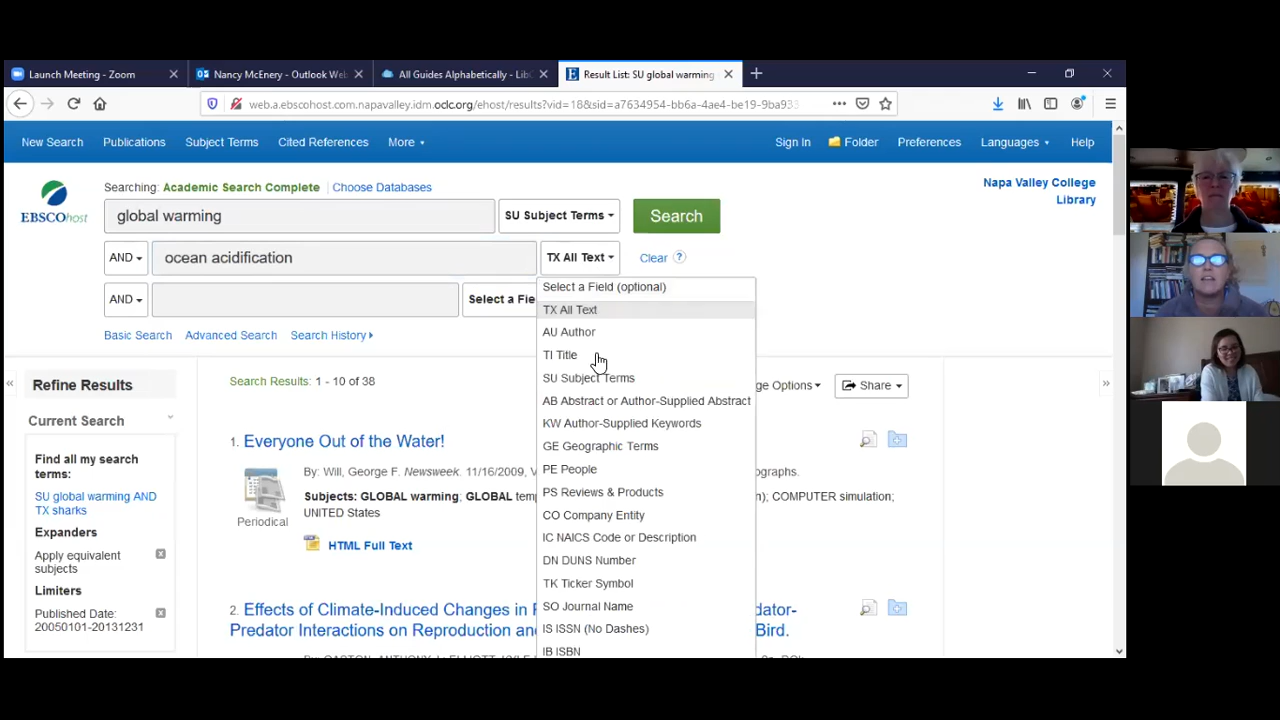 Launch Meeting - Zoom
Nancy McEnery - Outlook Web
All Guides Alphabetically - LibG
Result List: SU global warming
web.a.ebscohost.com.napavalley.idm.oclc.org/ehost/results?vid=18&sid=a7634954-bb6a-4ae4-be19-9ba933
New Search Publications Subject Terms Cited References More Sign In Folder Preferences Languages Help
Searching: Academic Search Complete Choose Databases
Napa Valley College
Library
EBSCOhost
global warming SU Subject Terms Search
AND ocean acidification TX All Text Clear ?
AND Select a Fie
Select a Field (optional)
TX All Text
AU Author
TI Title
SU Subject Terms
AB Abstract or Author-Supplied Abstract
KW Author-Supplied Keywords
GE Geographic Terms
PE People
PS Reviews & Products
CO Company Entity
IC NAICS Code or Description
DN DUNS Number
TK Ticker Symbol
SO Journal Name
IS ISSN (No Dashes)
IB ISBN
Basic Search Advanced Search Search History
Refine Results
Current Search
Find all my search
terms:
SU global warming AND
TX sharks
Expanders
Apply equivalent
subjects
Limiters
Published Date:
20050101-20131231
Search Results: 1 - 10 of 38
ge Options Share
1. Everyone Out of the Water!
By: Will, George F. Newsweek. 11/16/2009, V ographs.
Subjects: GLOBAL warming; GLOBAL tem n); COMPUTER simulation;
UNITED STATES
Periodical
HTML Full Text
2. Effects of Climate-Induced Changes in edator-
Predator Interactions on Reproduction and Bird.